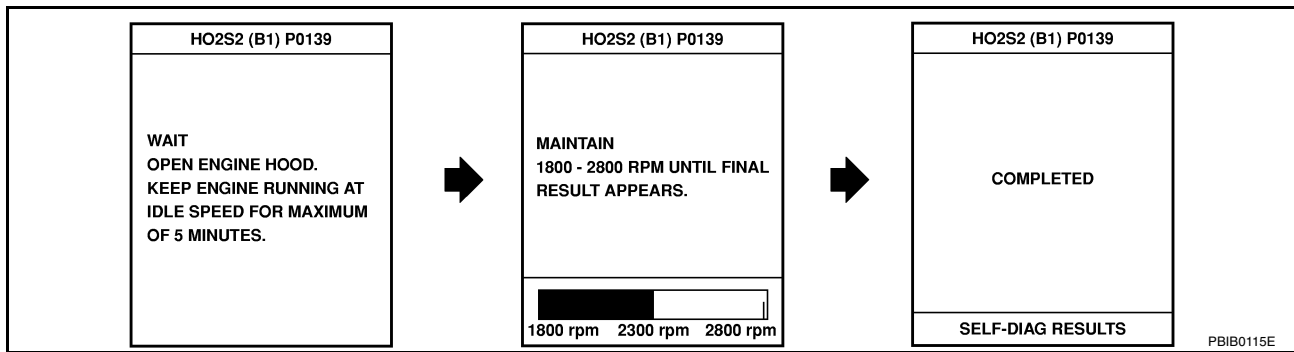 HO2S2 (B1) P0139
WAIT
OPEN ENGINE HOOD.
KEEP ENGINE RUNNING AT
IDLE SPEED FOR MAXIMUM
OF 5 MINUTES.
HO2S2 (B1) P0139
MAINTAIN
1800 - 2800 RPM UNTIL FINAL
RESULT APPEARS.
1800 rpm 2300 rpm 2800 rpm
HO2S2 (B1) P0139
COMPLETED
SELF-DIAG RESULTS
PBIB0115E